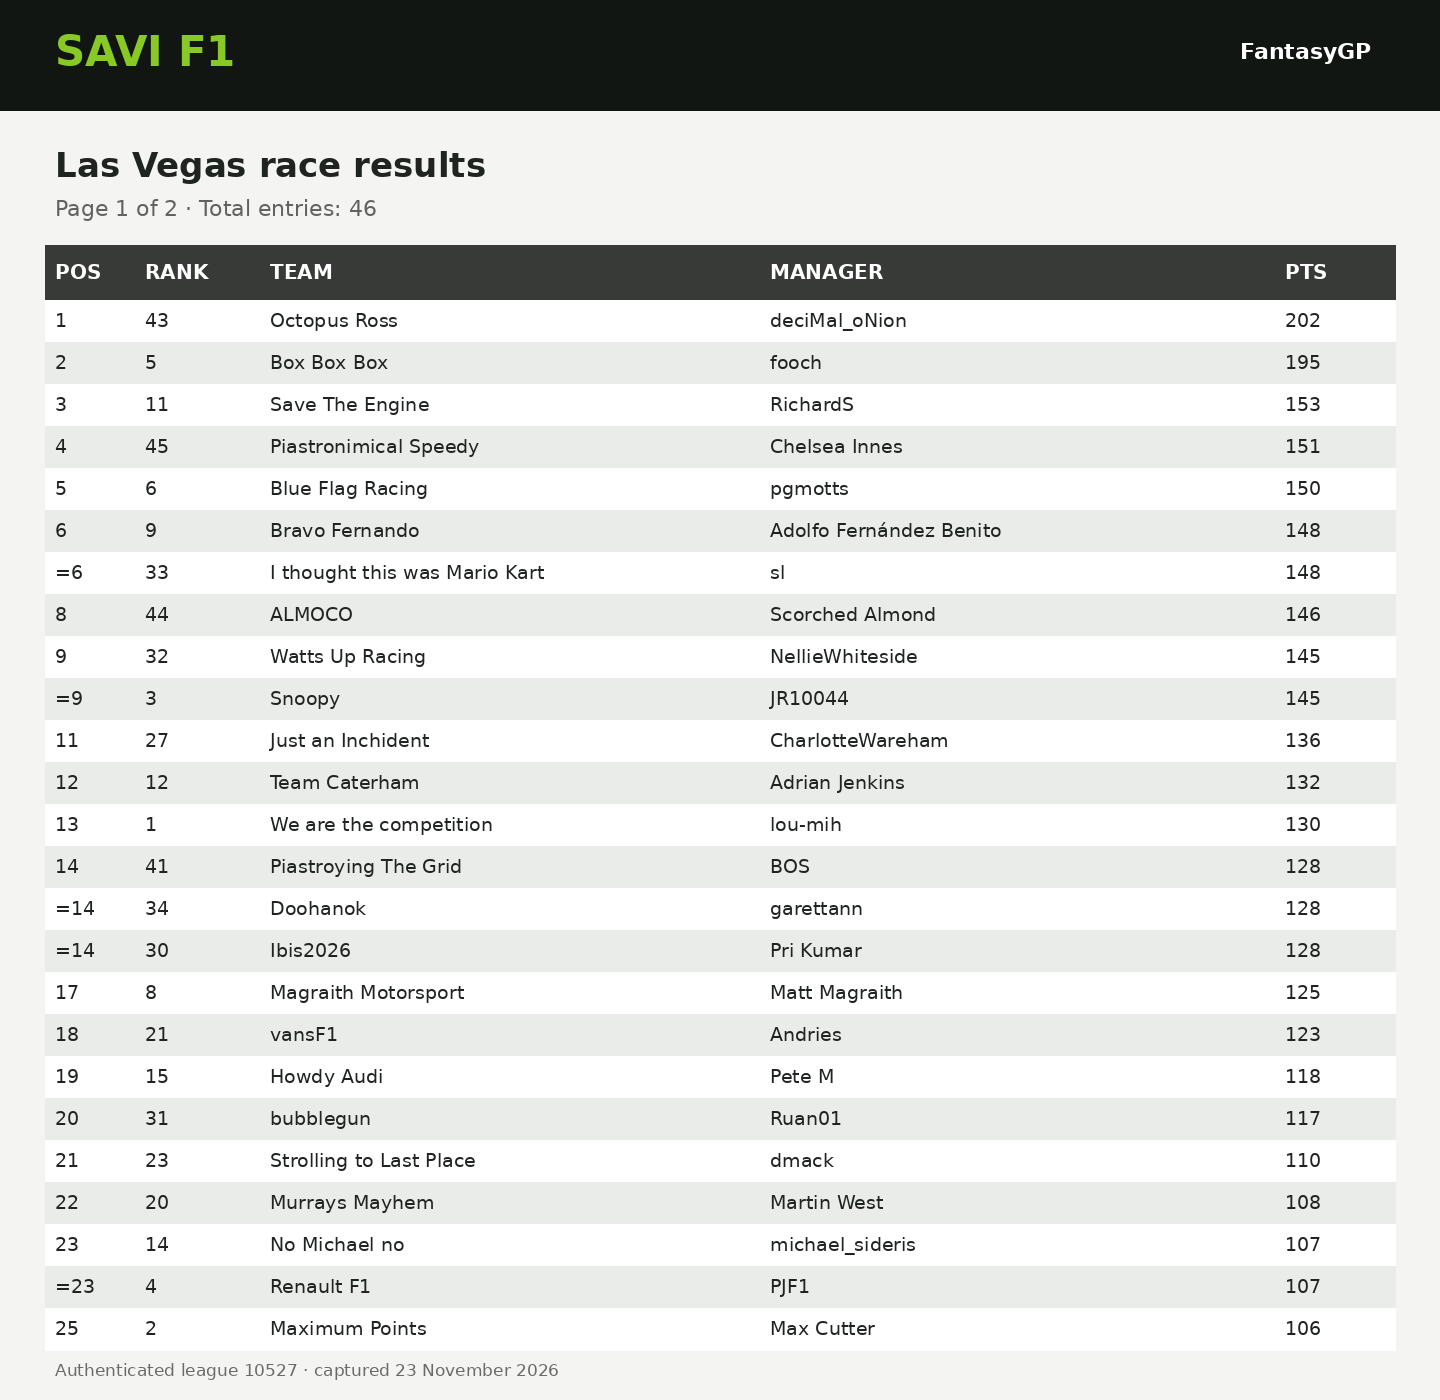 SAVI F1
FantasyGP
Las Vegas race results
Page 1 of 2 · Total entries: 46
POS RANK TEAM MANAGER PTS
1 43 Octopus Ross deciMal_oNion 202
2 5 Box Box Box fooch 195
3 11 Save The Engine RichardS 153
4 45 Piastronimical Speedy Chelsea Innes 151
5 6 Blue Flag Racing pgmotts 150
6 9 Bravo Fernando Adolfo Fernández Benito 148
=6 33 I thought this was Mario Kart sl 148
8 44 ALMOCO Scorched Almond 146
9 32 Watts Up Racing NellieWhiteside 145
=9 3 Snoopy JR10044 145
11 27 Just an Inchident CharlotteWareham 136
12 12 Team Caterham Adrian Jenkins 132
13 1 We are the competition lou-mih 130
14 41 Piastroying The Grid BOS 128
=14 34 Doohanok garettann 128
=14 30 Ibis2026 Pri Kumar 128
17 8 Magraith Motorsport Matt Magraith 125
18 21 vansF1 Andries 123
19 15 Howdy Audi Pete M 118
20 31 bubblegun Ruan01 117
21 23 Strolling to Last Place dmack 110
22 20 Murrays Mayhem Martin West 108
23 14 No Michael no michael_sideris 107
=23 4 Renault F1 PJF1 107
25 2 Maximum Points Max Cutter 106
Authenticated league 10527 · captured 23 November 2026